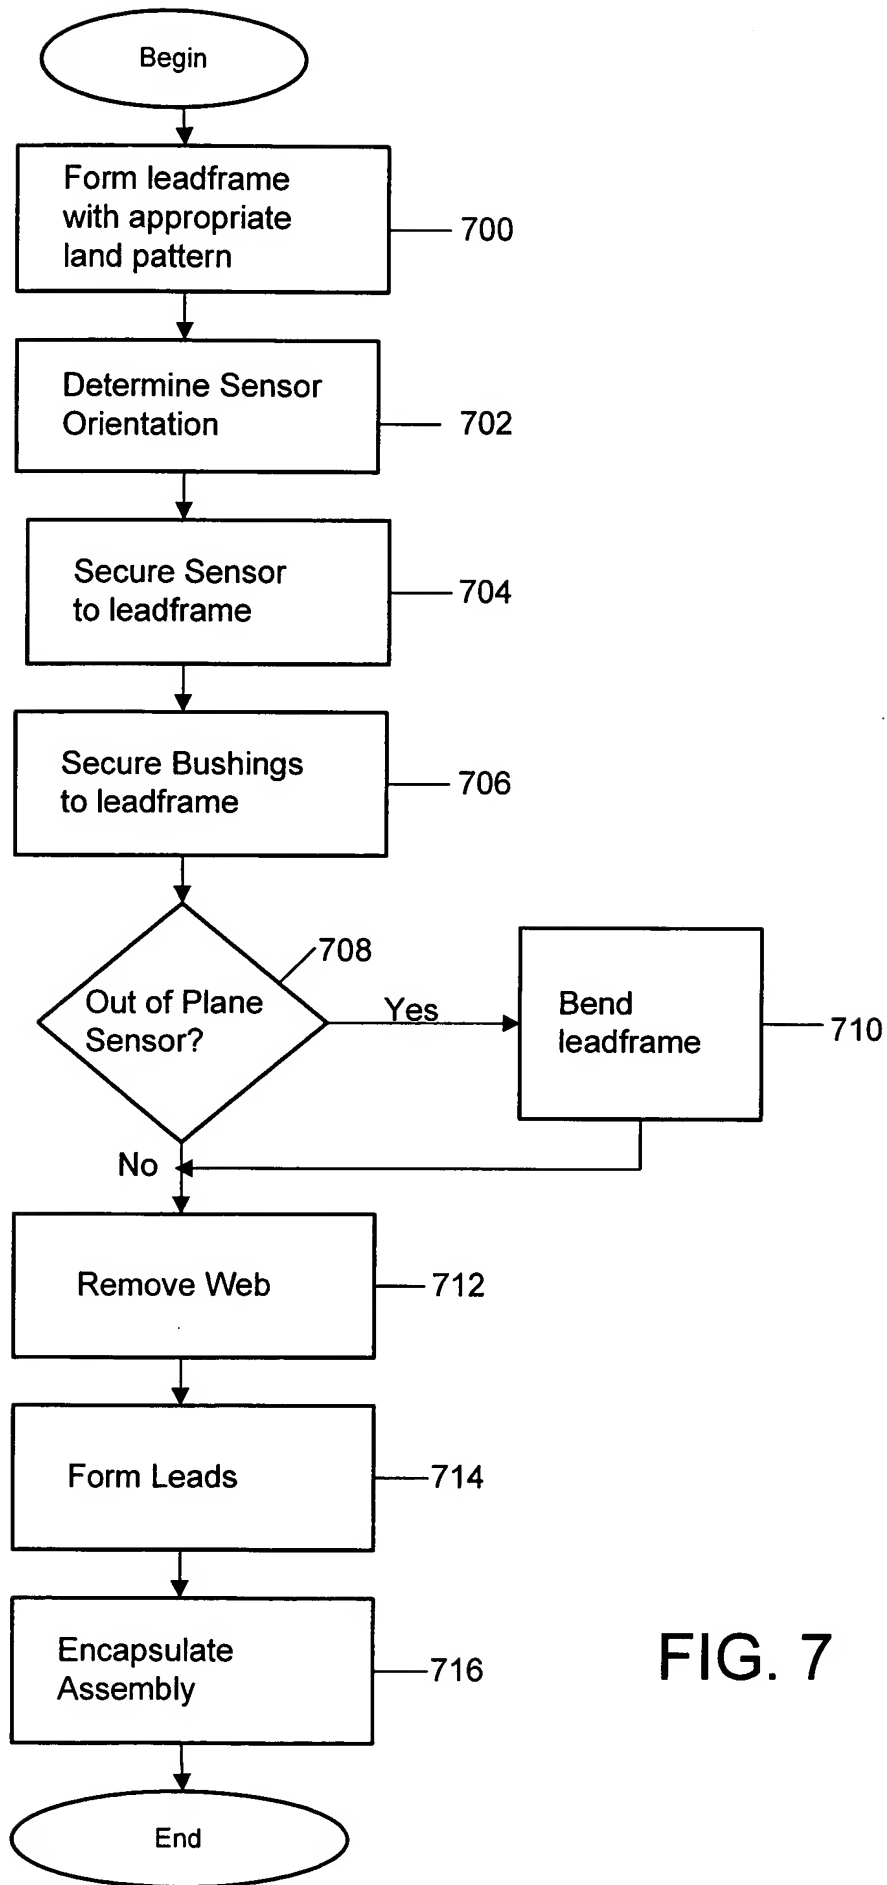 Begin
Form leadframe
with appropriate
land pattern
700
Determine Sensor
Orientation
702
Secure Sensor
to leadframe
704
Secure Bushings
to leadframe
706
708
Out of Plane
Sensor?
Yes
Bend
leadframe
710
No
Remove Web
712
Form Leads
714
Encapsulate
Assembly
716
FIG. 7
End